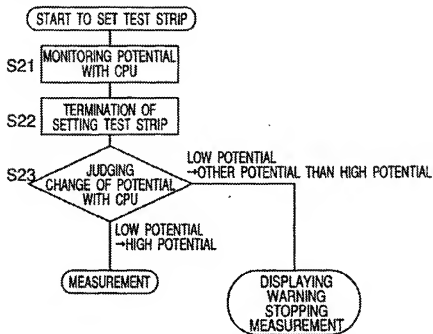 START TO SET TEST STRIP
S21
MONITORING POTENTIAL
WITH CPU
S22
TERMINATION OF
SETTING TEST STRIP
S23
JUDGING
CHANGE OF POTENTIAL
WITH CPU
LOW POTENTIAL
→OTHER POTENTIAL THAN HIGH POTENTIAL
LOW POTENTIAL
→HIGH POTENTIAL
MEASUREMENT
DISPLAYING
WARNING
STOPPING
MEASUREMENT